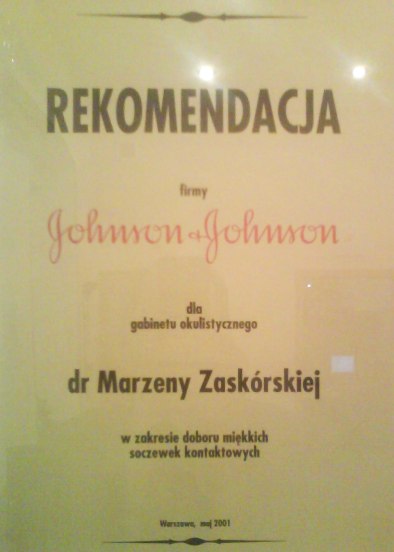 REKOMENDACJA
firmy
Johnson & Johnson
dla
gabinetu okulistycznego
dr Marzeny Zaskórskiej
w zakresie doboru miękkich
soczewek kontaktowych
Warszawa, maj 2001